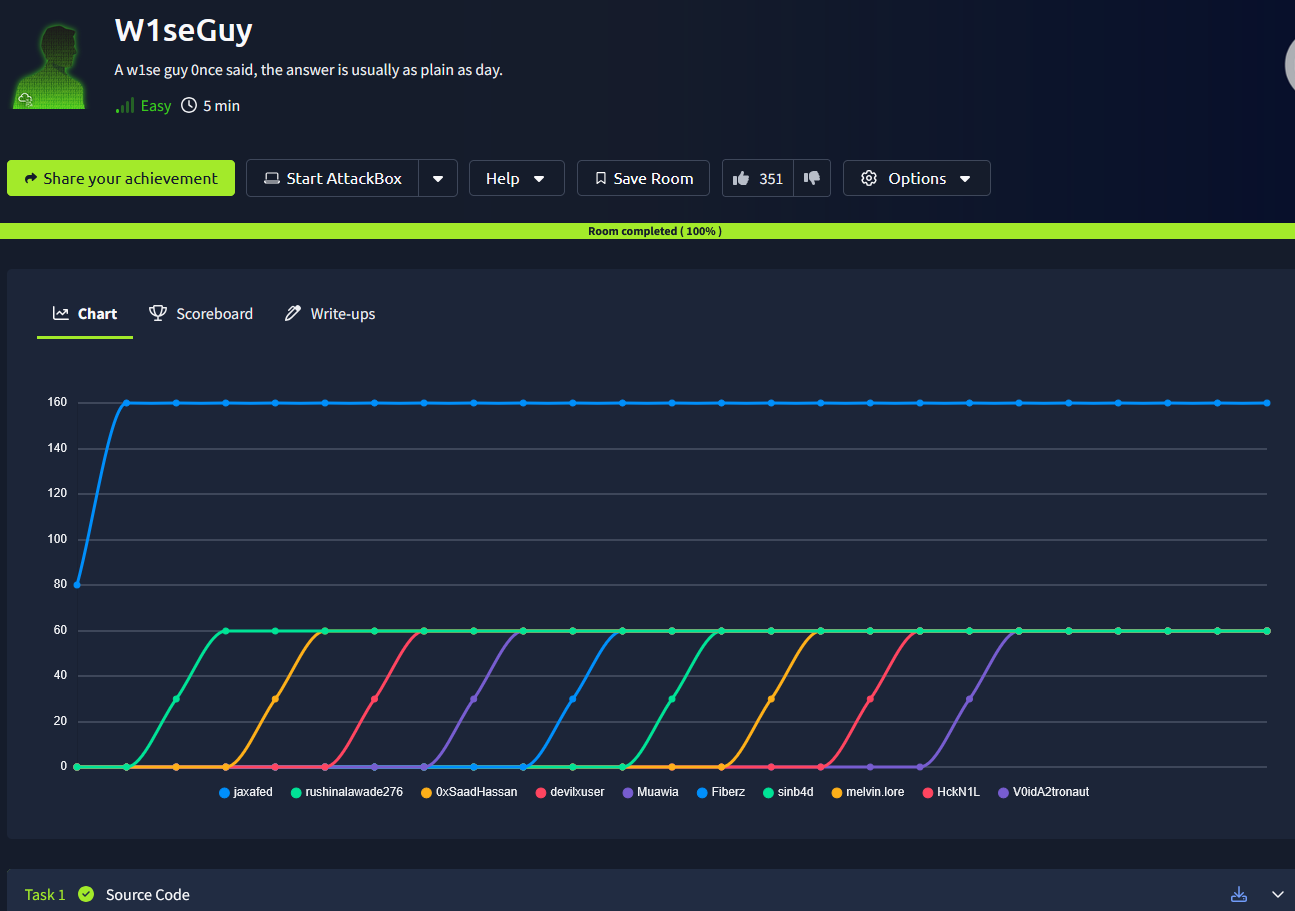 W1seGuy
A w1se guy 0nce said, the answer is usually as plain as day.
Easy 5 min
Share your achievement Start AttackBox Help Save Room 351 Options
Room completed ( 100% )
Chart Scoreboard Write-ups
160
140
120
100
80
60
40
20
0
jaxafed rushinalawade276 0xSaadHassan devilxuser Muawia Fiberz sinb4d melvin.lore HckN1L V0idA2tronaut
Task 1 Source Code